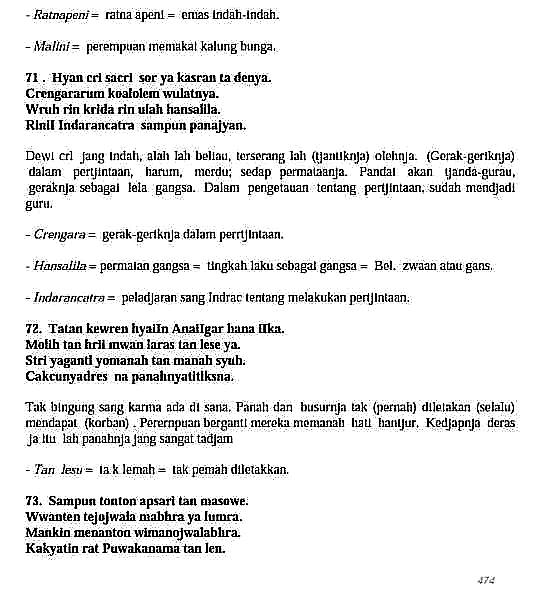 - Ratnapeni = ratna apeni = emas indah-indah.
- Malini = perempuan memakai kalung bunga.
71 . Hyan cri sacri sor ya kasran ta denya.
Crengararum koalolem wulatnya.
Wruh rin krida rin ulah hansalila.
Rinil Indarancatra sampun panajyan.
Dewi cri jang indah, alah lah beliau, terserang lah (tjantiknja) olehnja. (Gerak-geriknja)
dalam pertjintaan, harum, merdu; sedap permaianja. Pandai akan tjanda-gurau,
geraknja sebagai lela gangsa. Dalam pengetauan tentang pertjintaan, sudah mendjadi
guru.
- Crengara = gerak-geriknja dalam perrtjintaan.
- Hansalila = permaian gangsa = tingkah laku sebagai gangsa = Bel. zwaan atau gans.
- Indarancatra = peladjaran sang Indrac tentang melakukan pertjintaan.
72. Tatan kewren hyaiIn AnaiIgar hana iIka.
Molih tan hrii mwan laras tan lese ya.
Stri yaganti yomanah tan manah syuh.
Cakcunyadres na panahnyatitiksna.
Tak bingung sang karma ada di sana. Panah dan busurnja tak (pernah) diletakan (selalu)
mendapat (korban) . Perempuan berganti mereka memanah hati hantjur. Kedjapnja deras
ja itu lah panahnja jang sangat tadjam
- Tan lesu = ta k lemah = tak pemah diletakkan.
73. Sampun tonton apsari tan masowe.
Wwanten tejojwala mabhra ya lumra.
Mankin menanton wimanojwalabhra.
Kakyatin rat Puwakanama tan len.
474